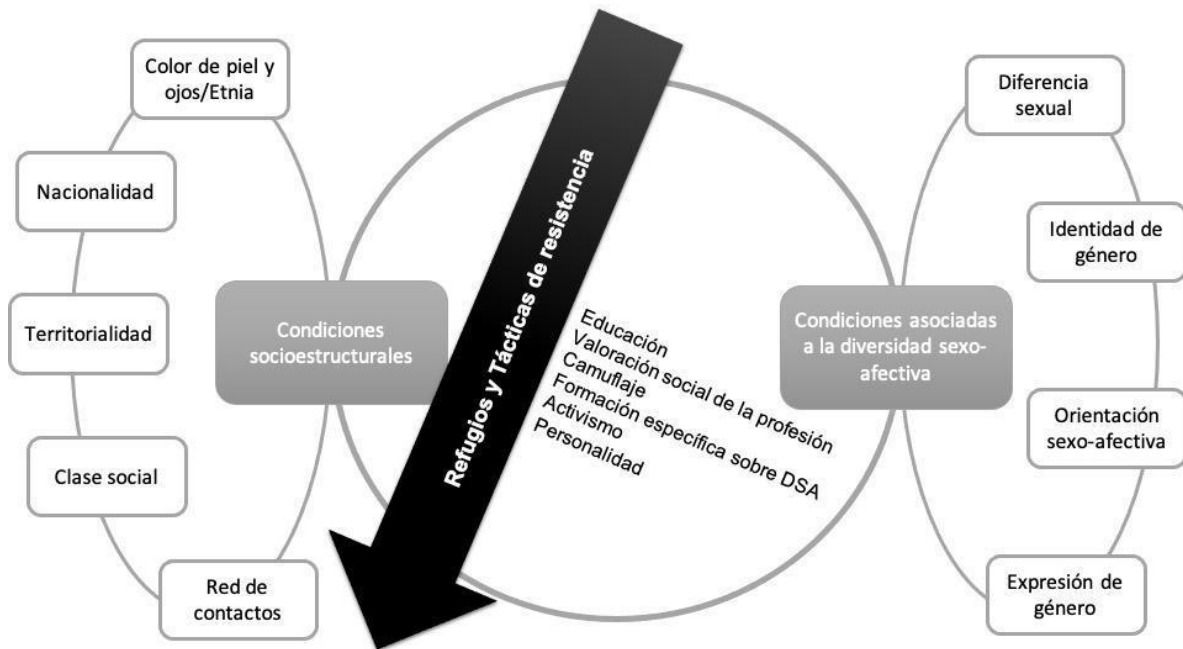 Color de piel y
ojos/Etnia
Nacionalidad
Territorialidad
Clase social
Red de
contactos
Condiciones
socioestructurales
Refugios y Tácticas de resistencia
Educación
Valoración social de la profesión
Camuflaje
Formación específica sobre DSA
Activismo
Personalidad
Condiciones asociadas
a la diversidad sexo-
afectiva
Diferencia
sexual
Identidad de
género
Orientación
sexo-afectiva
Expresión de
género